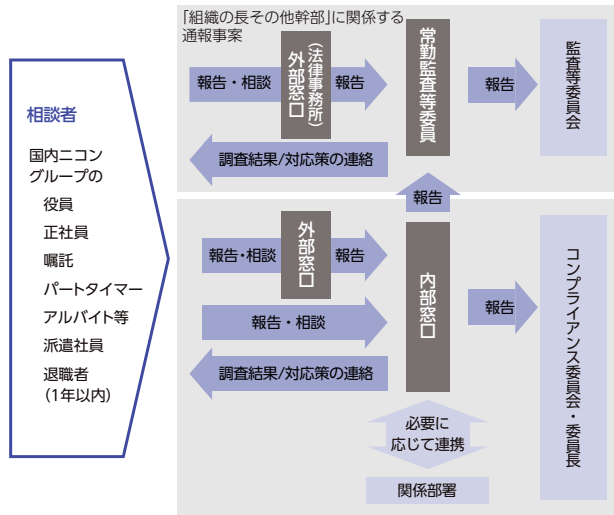 相談者
国内ニコン
グループの
役員
正社員
嘱託
パートタイマー
アルバイト等
派遣社員
退職者
(1年以内)
「組織の長その他幹部」に関係する
通報事案
報告・相談
外部窓口
(法律事務所)
報告
常勤監査等委員
報告
監査等委員会
調査結果/対応策の連絡
報告
報告・相談
外部窓口
報告
内部窓口
報告
コンプライアンス委員会・委員長
報告・相談
調査結果/対応策の連絡
必要に
応じて連携
関係部署